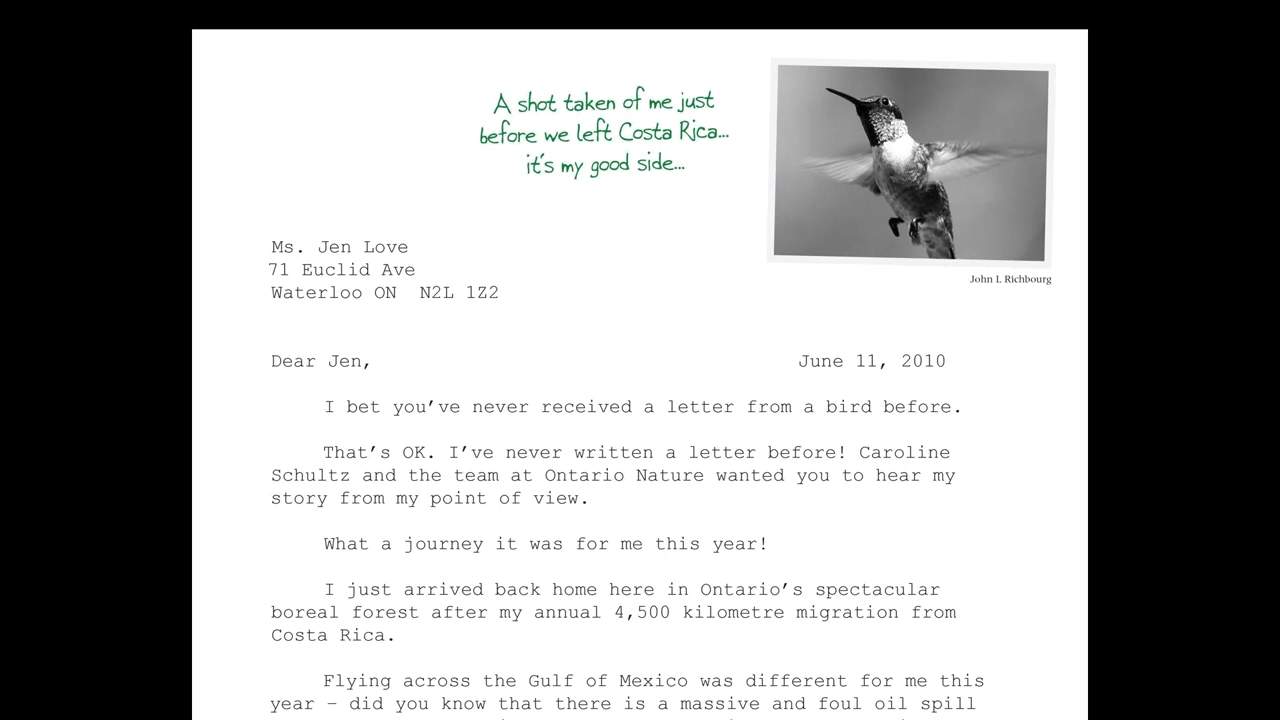 A shot taken of me just
before we left Costa Rica...
it's my good side...
John L Richbourg
Ms. Jen Love
71 Euclid Ave
Waterloo ON  N2L 1Z2
Dear Jen,
June 11, 2010
I bet you've never received a letter from a bird before.
That's OK. I've never written a letter before! Caroline
Schultz and the team at Ontario Nature wanted you to hear my
story from my point of view.
What a journey it was for me this year!
I just arrived back home here in Ontario's spectacular
boreal forest after my annual 4,500 kilometre migration from
Costa Rica.
Flying across the Gulf of Mexico was different for me this
year – did you know that there is a massive and foul oil spill